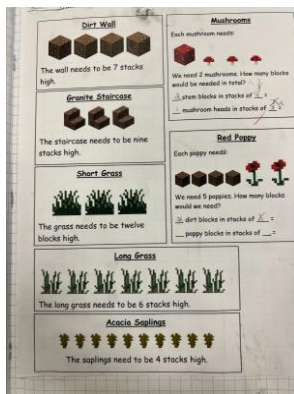 Dirt Wall
The wall needs to be 7 stacks
high.
Granite Staircase
The staircase needs to be nine
stacks high.
Short Grass
The grass needs to be twelve
blocks high.
Long Grass
The long grass needs to be 6 stacks high.
Acacia Saplings
The saplings need to be 4 stacks high.
Mushrooms
Each mushroom needs:
We need 2 mushrooms. How many blocks
would be needed in total?
stem blocks in stacks of
mushroom heads in stacks of
Red Poppy
Each poppy needs:
We need 5 poppies. How many blocks
would we need?
dirt blocks in stacks of
__ poppy blocks in stacks of __ =